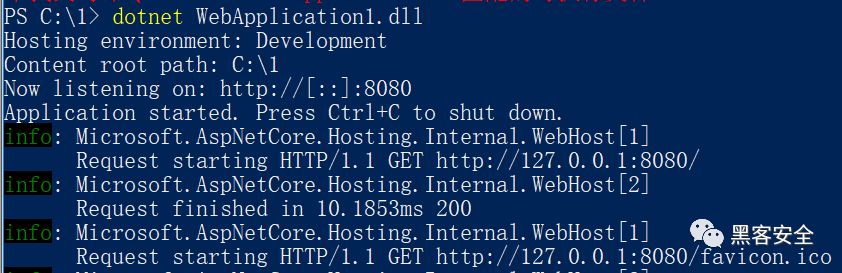 PS C:\1> dotnet WebApplication1.dll
Hosting environment: Development
Content root path: C:\1
Now listening on: http://[::]:8080
Application started. Press Ctrl+C to shut down.
info: Microsoft.AspNetCore.Hosting.Internal.WebHost[1]
      Request starting HTTP/1.1 GET http://127.0.0.1:8080/
info: Microsoft.AspNetCore.Hosting.Internal.WebHost[2]
      Request finished in 10.1853ms 200
info: Microsoft.AspNetCore.Hosting.Internal.WebHost[1]
黑客安全
      Request starting HTTP/1.1 GET http://127.0.0.1:8080/favicon.ico